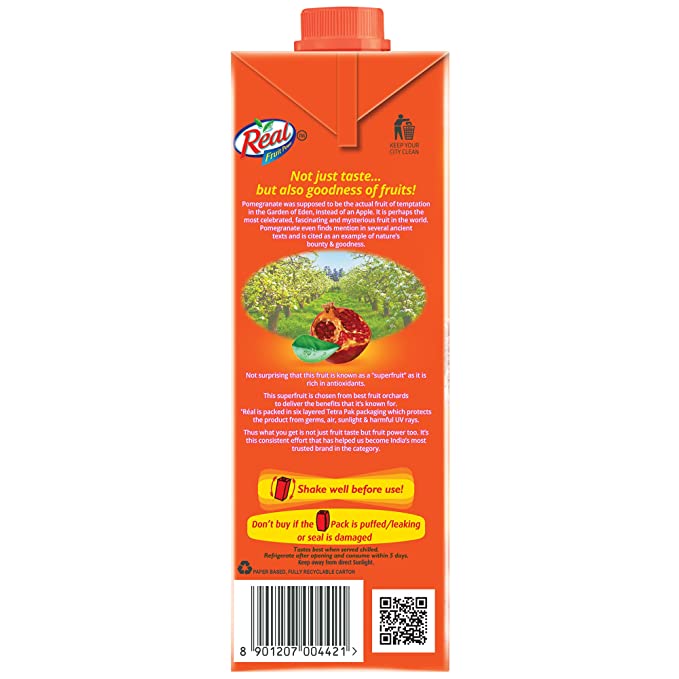 Réal
Fruit Power
TM
KEEP YOUR
CITY CLEAN
Not just taste...
but also goodness of fruits!
Pomegranate was supposed to be the actual fruit of temptation
in the Garden of Eden, instead of an Apple. It is perhaps the
most celebrated, fascinating and mysterious fruit in the world.
Pomegranate even finds mention in several ancient
texts and is cited as an example of nature's
bounty & goodness.
Not surprising that this fruit is known as a "superfruit" as it is
rich in antioxidants.
This superfruit is chosen from best fruit orchards
to deliver the benefits that it's known for.
'Réal is packed in six layered Tetra Pak packaging which protects
the product from germs, air, sunlight & harmful UV rays.
Thus what you get is not just fruit taste but fruit power too. It's
this consistent effort that has helped us become India's most
trusted brand in the category.
Shake well before use!
Don't buy if the Pack is puffed/leaking
or seal is damaged
Tastes best when served chilled.
Refrigerate after opening and consume within 5 days.
Keep away from direct Sunlight.
PAPER BASED, FULLY RECYCLABLE CARTON
8 901207 004421 >